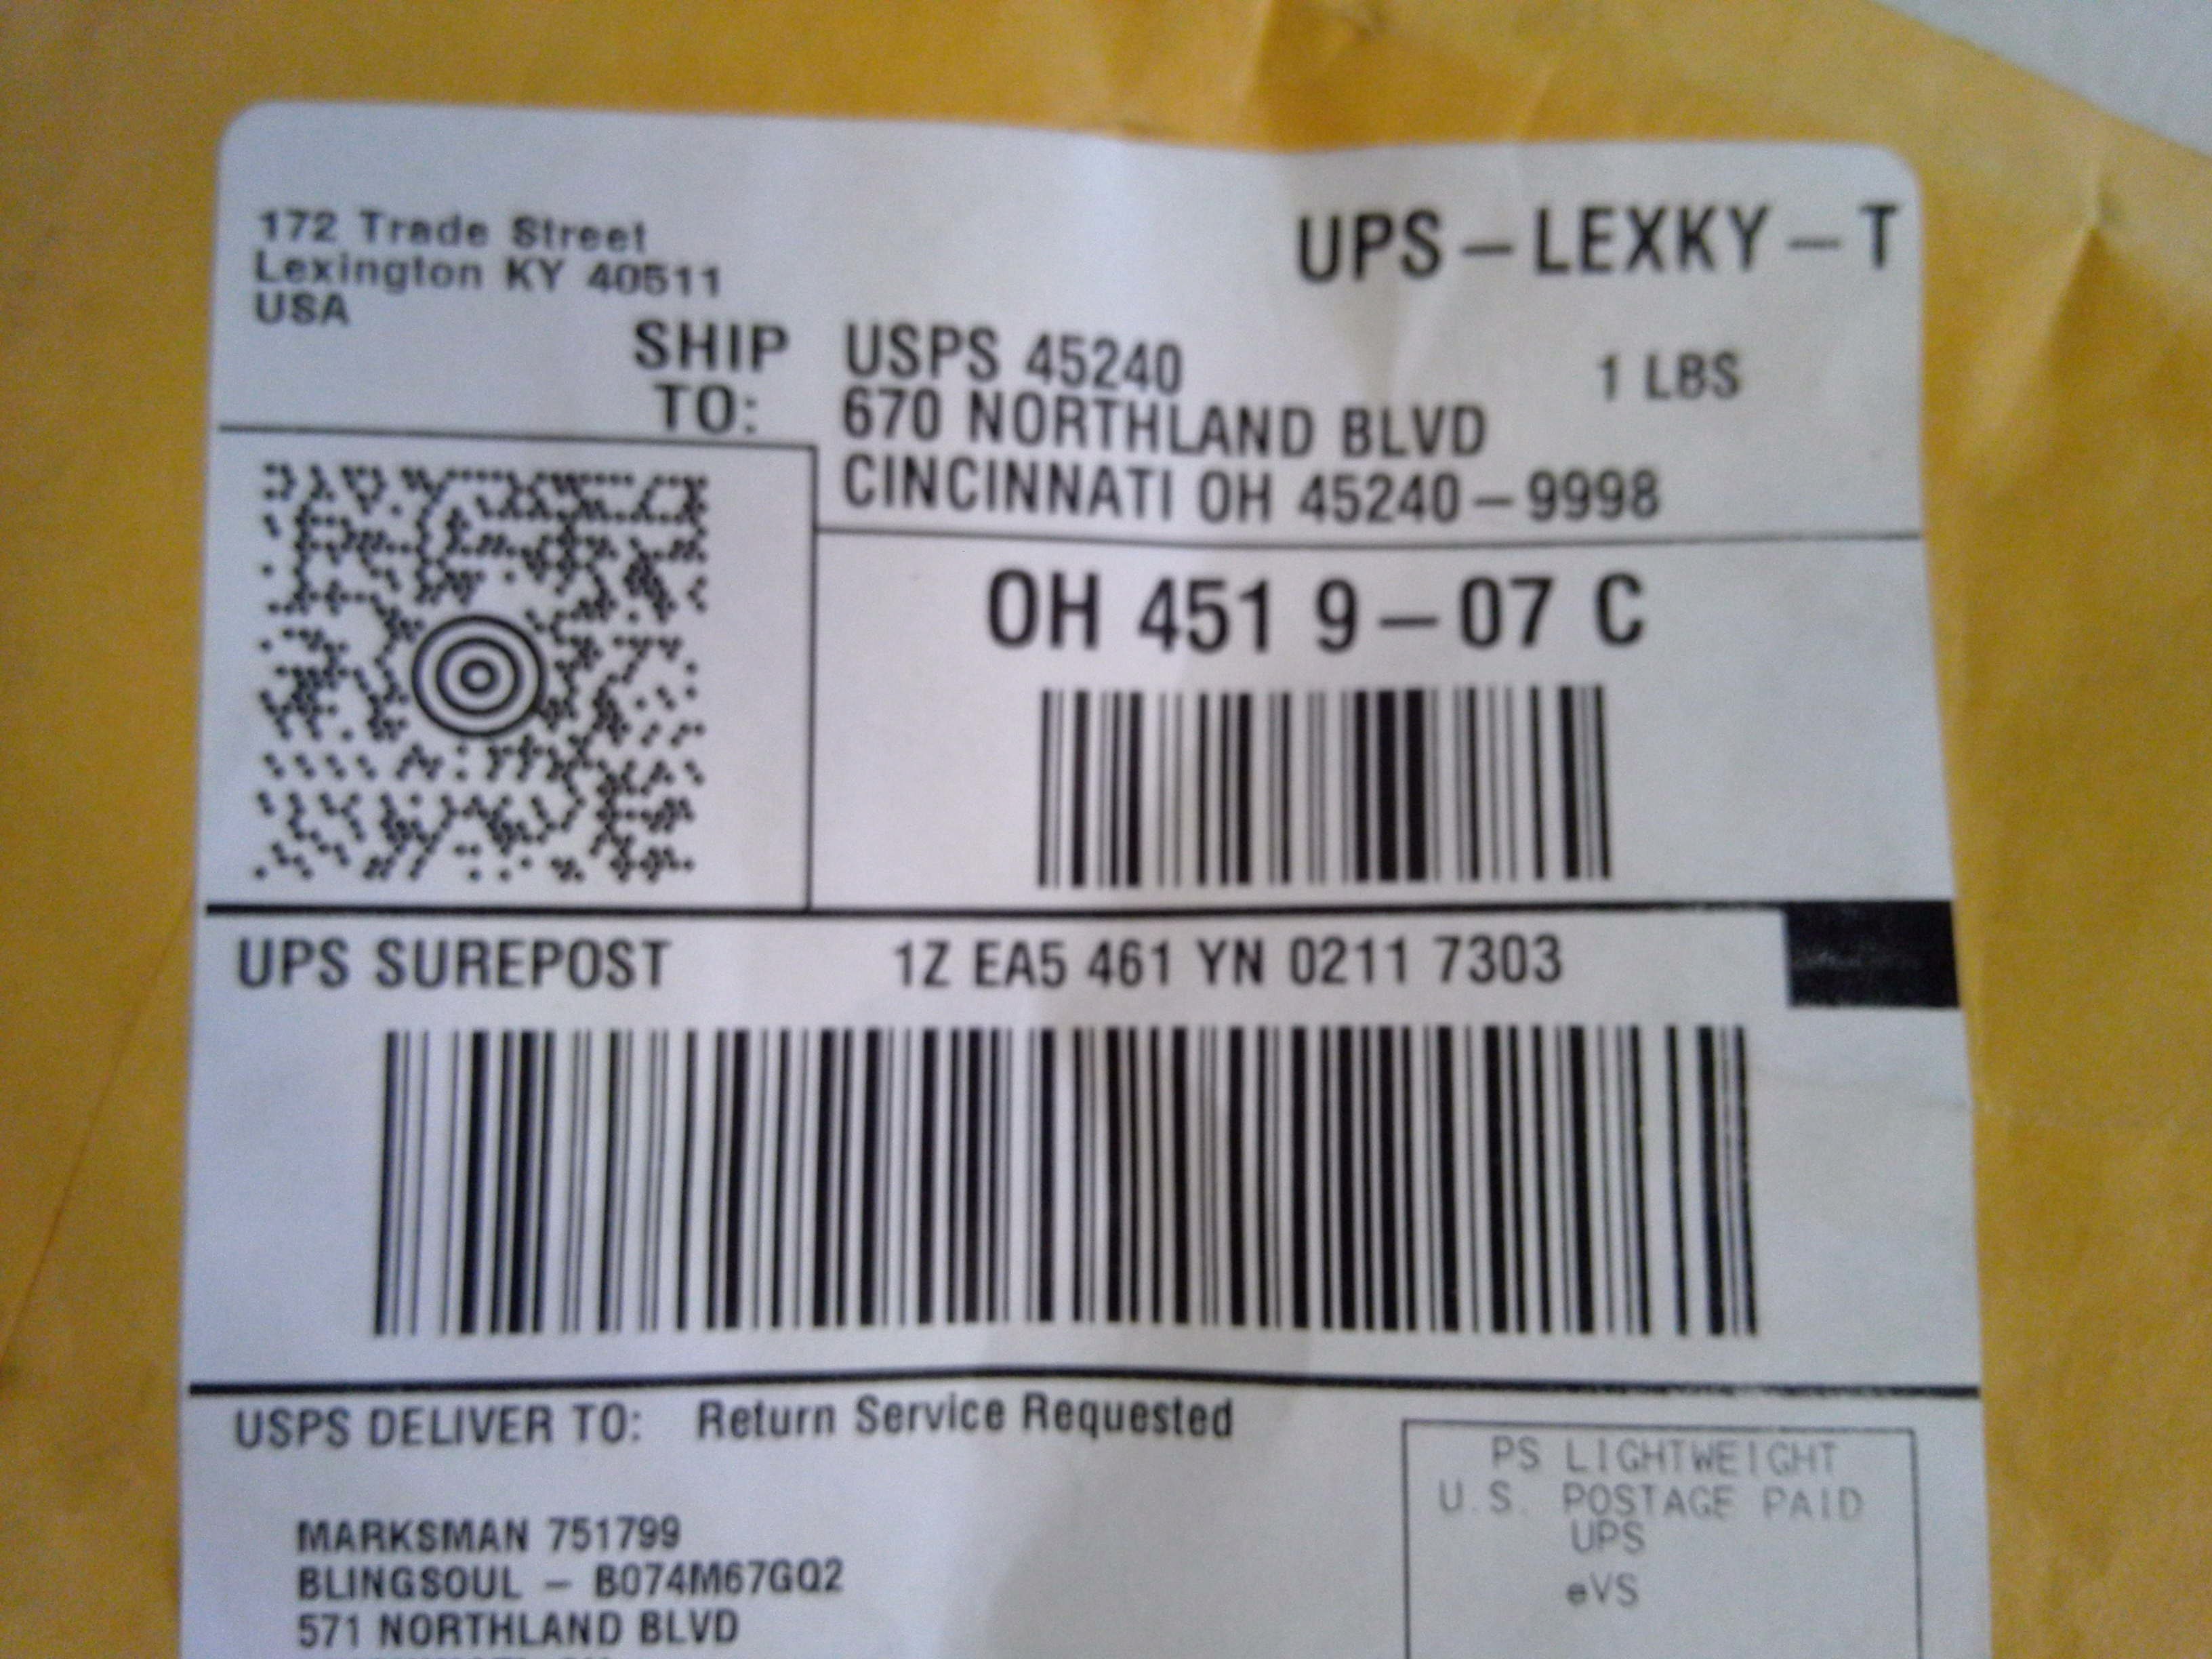 172 Trade Street
Lexington KY 40511
USA
UPS – LEXKY – T
SHIP TO:
USPS 45240
1 LBS
670 NORTHLAND BLVD
CINCINNATI OH 45240–9998
OH 451 9–07 C
UPS SUREPOST 1Z EA5 461 YN 0211 7303
USPS DELIVER TO: Return Service Requested
MARKSMAN 751799
BLINGSOUL – B074M67GQ2
571 NORTHLAND BLVD
PS LIGHTWEIGHT
U.S. POSTAGE PAID
UPS
eVS